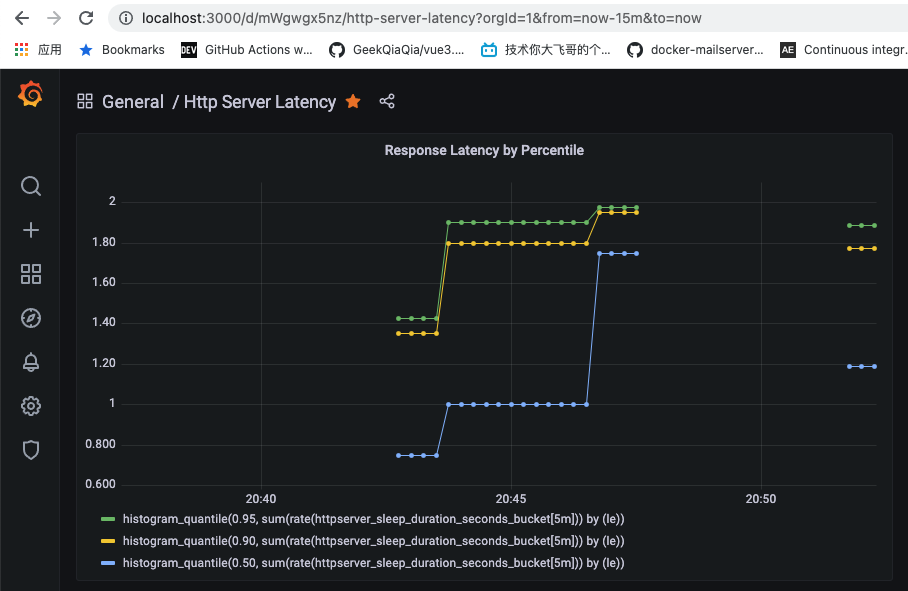 localhost:3000/d/mWgwgx5nz/http-server-latency?orgId=1&from=now-15m&to=now
应用 Bookmarks DEV GitHub Actions w... GeekQiaQia/vue3.... 技术你大飞哥的个... docker-mailserver... AE Continuous integr.
General / Http Server Latency
Response Latency by Percentile
2
1.80
1.60
1.40
1.20
1
0.800
0.600
20:40 20:45 20:50
histogram_quantile(0.95, sum(rate(httpserver_sleep_duration_seconds_bucket[5m])) by (le))
histogram_quantile(0.90, sum(rate(httpserver_sleep_duration_seconds_bucket[5m])) by (le))
histogram_quantile(0.50, sum(rate(httpserver_sleep_duration_seconds_bucket[5m])) by (le))